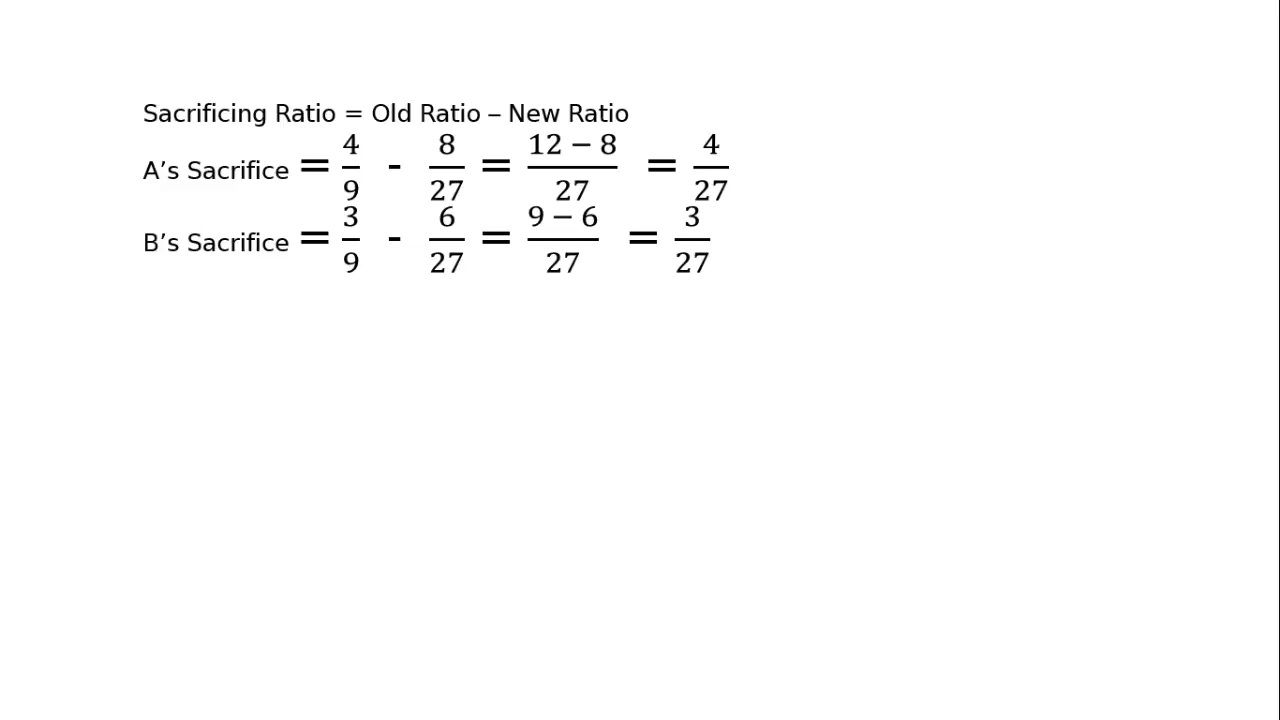 Sacrificing Ratio = Old Ratio – New Ratio
A’s Sacrifice = 4/9 - 8/27 = 12 − 8/27 = 4/27
B’s Sacrifice = 3/9 - 6/27 = 9 − 6/27 = 3/27